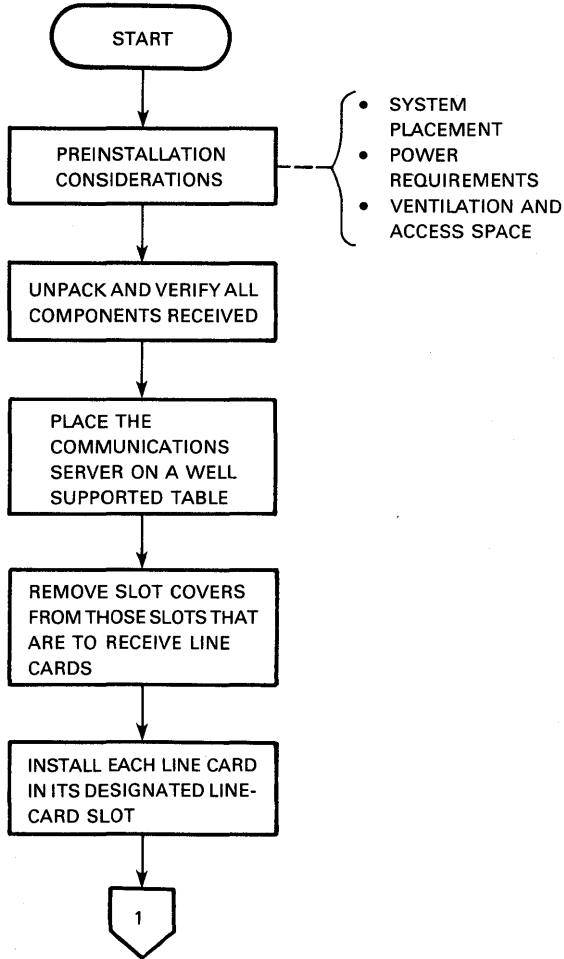 START
PREINSTALLATION
CONSIDERATIONS
• SYSTEM
PLACEMENT
• POWER
REQUIREMENTS
• VENTILATION AND
ACCESS SPACE
UNPACK AND VERIFY ALL
COMPONENTS RECEIVED
PLACE THE
COMMUNICATIONS
SERVER ON A WELL
SUPPORTED TABLE
REMOVE SLOT COVERS
FROM THOSE SLOTS THAT
ARE TO RECEIVE LINE
CARDS
INSTALL EACH LINE CARD
IN ITS DESIGNATED LINE-
CARD SLOT
1